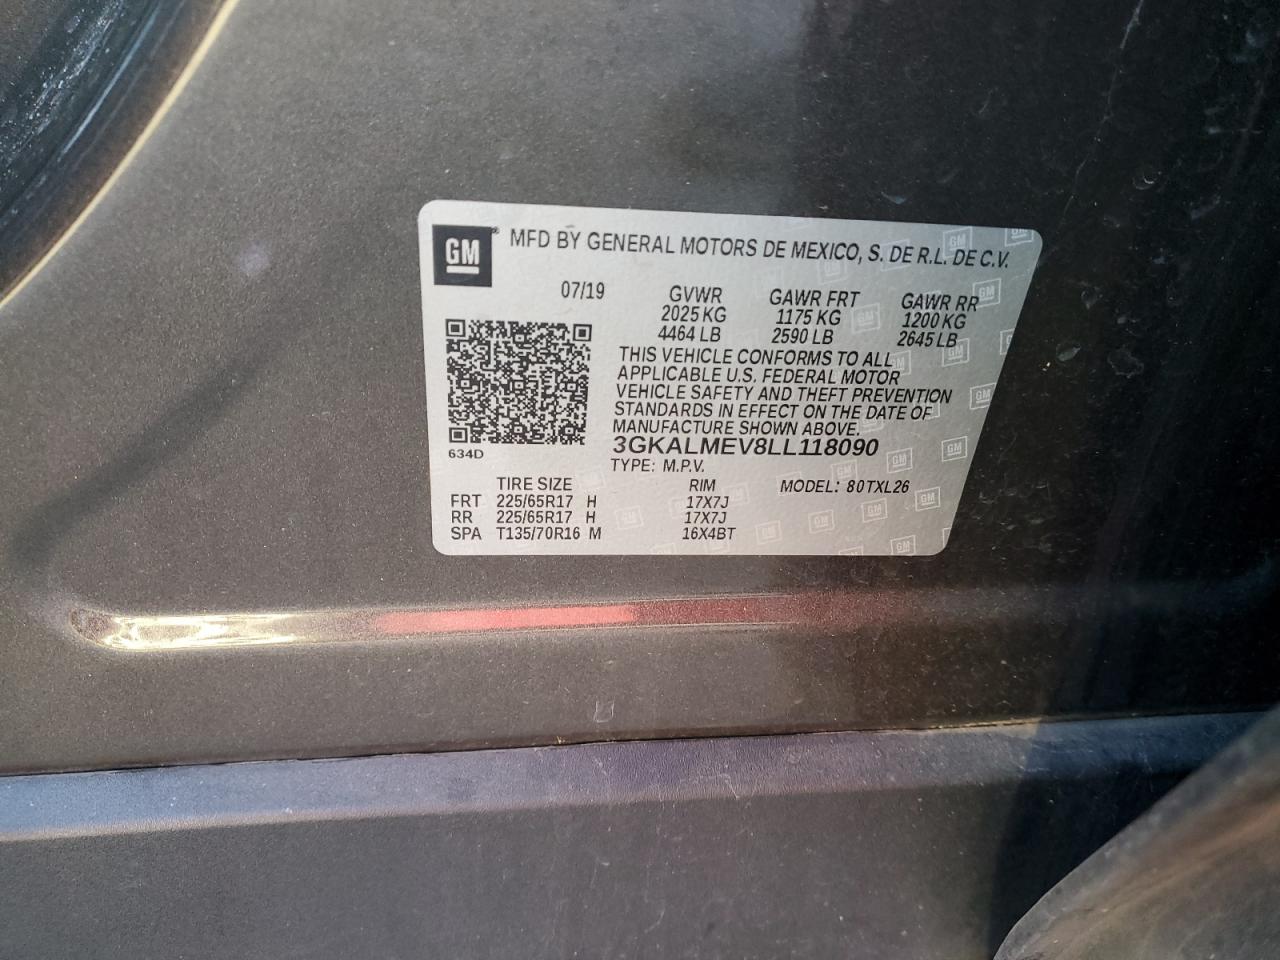 GM® MFD BY GENERAL MOTORS DE MEXICO, S. DE R.L. DE C.V.
07/19 GVWR GAWR FRT GAWR RR
2025 KG 1175 KG 1200 KG
4464 LB 2590 LB 2645 LB
THIS VEHICLE CONFORMS TO ALL
APPLICABLE U.S. FEDERAL MOTOR
VEHICLE SAFETY AND THEFT PREVENTION
STANDARDS IN EFFECT ON THE DATE OF
MANUFACTURE SHOWN ABOVE.
3GKALMEV8LL118090
634D
TYPE: M.P.V.
TIRE SIZE RIM MODEL: 80TXL26
FRT 225/65R17 H 17X7J
RR 225/65R17 H 17X7J
SPA T135/70R16 M 16X4BT